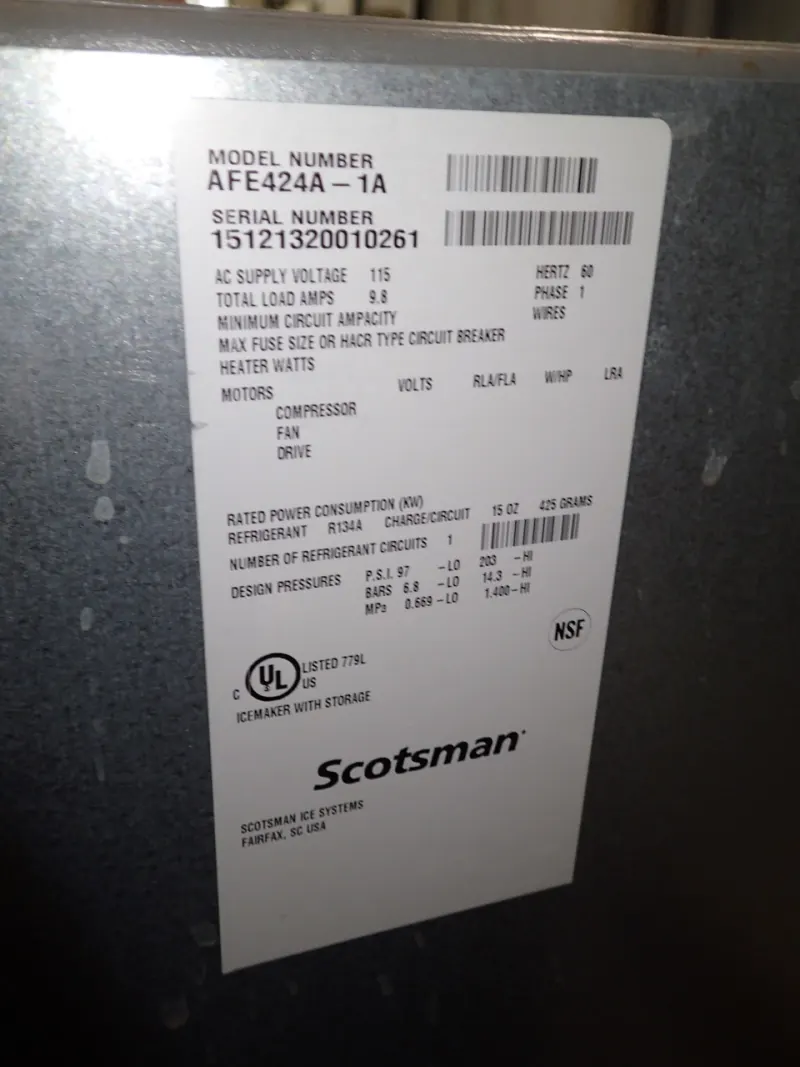 MODEL NUMBER
AFE424A – 1A
SERIAL NUMBER
15121320010261
AC SUPPLY VOLTAGE 115 HERTZ 60
TOTAL LOAD AMPS 9.8 PHASE 1
MINIMUM CIRCUIT AMPACITY WIRES
MAX FUSE SIZE OR HACR TYPE CIRCUIT BREAKER
HEATER WATTS
MOTORS VOLTS RLA/FLA W/HP LRA
COMPRESSOR
FAN
DRIVE
RATED POWER CONSUMPTION (KW)
REFRIGERANT R134A CHARGE/CIRCUIT 15 OZ 425 GRAMS
NUMBER OF REFRIGERANT CIRCUITS 1
DESIGN PRESSURES P.S.I. 97 –LO 203 –HI
BARS 6.8 –LO 14.3 –HI
MPa 0.669–LO 1.400–HI
NSF
C UL LISTED 779L
US
ICEMAKER WITH STORAGE
Scotsman
SCOTSMAN ICE SYSTEMS
FAIRFAX, SC USA